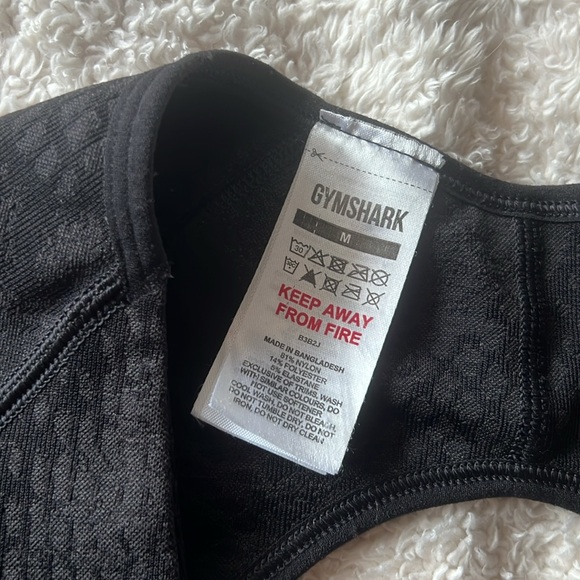 GYMSHARK
M
30
KEEP AWAY
FROM FIRE
B3B2J
MADE IN BANGLADESH
81% NYLON
14% POLYESTER
5% ELASTANE
EXCLUSIVE OF TRIMS. WASH
WITH SIMILAR COLOURS, DO
NOT USE SOFTENER
COOL WASH, DO NOT BLEACH,
DO NOT TUMBLE DRY, DO NOT
IRON, DO NOT DRY CLEAN